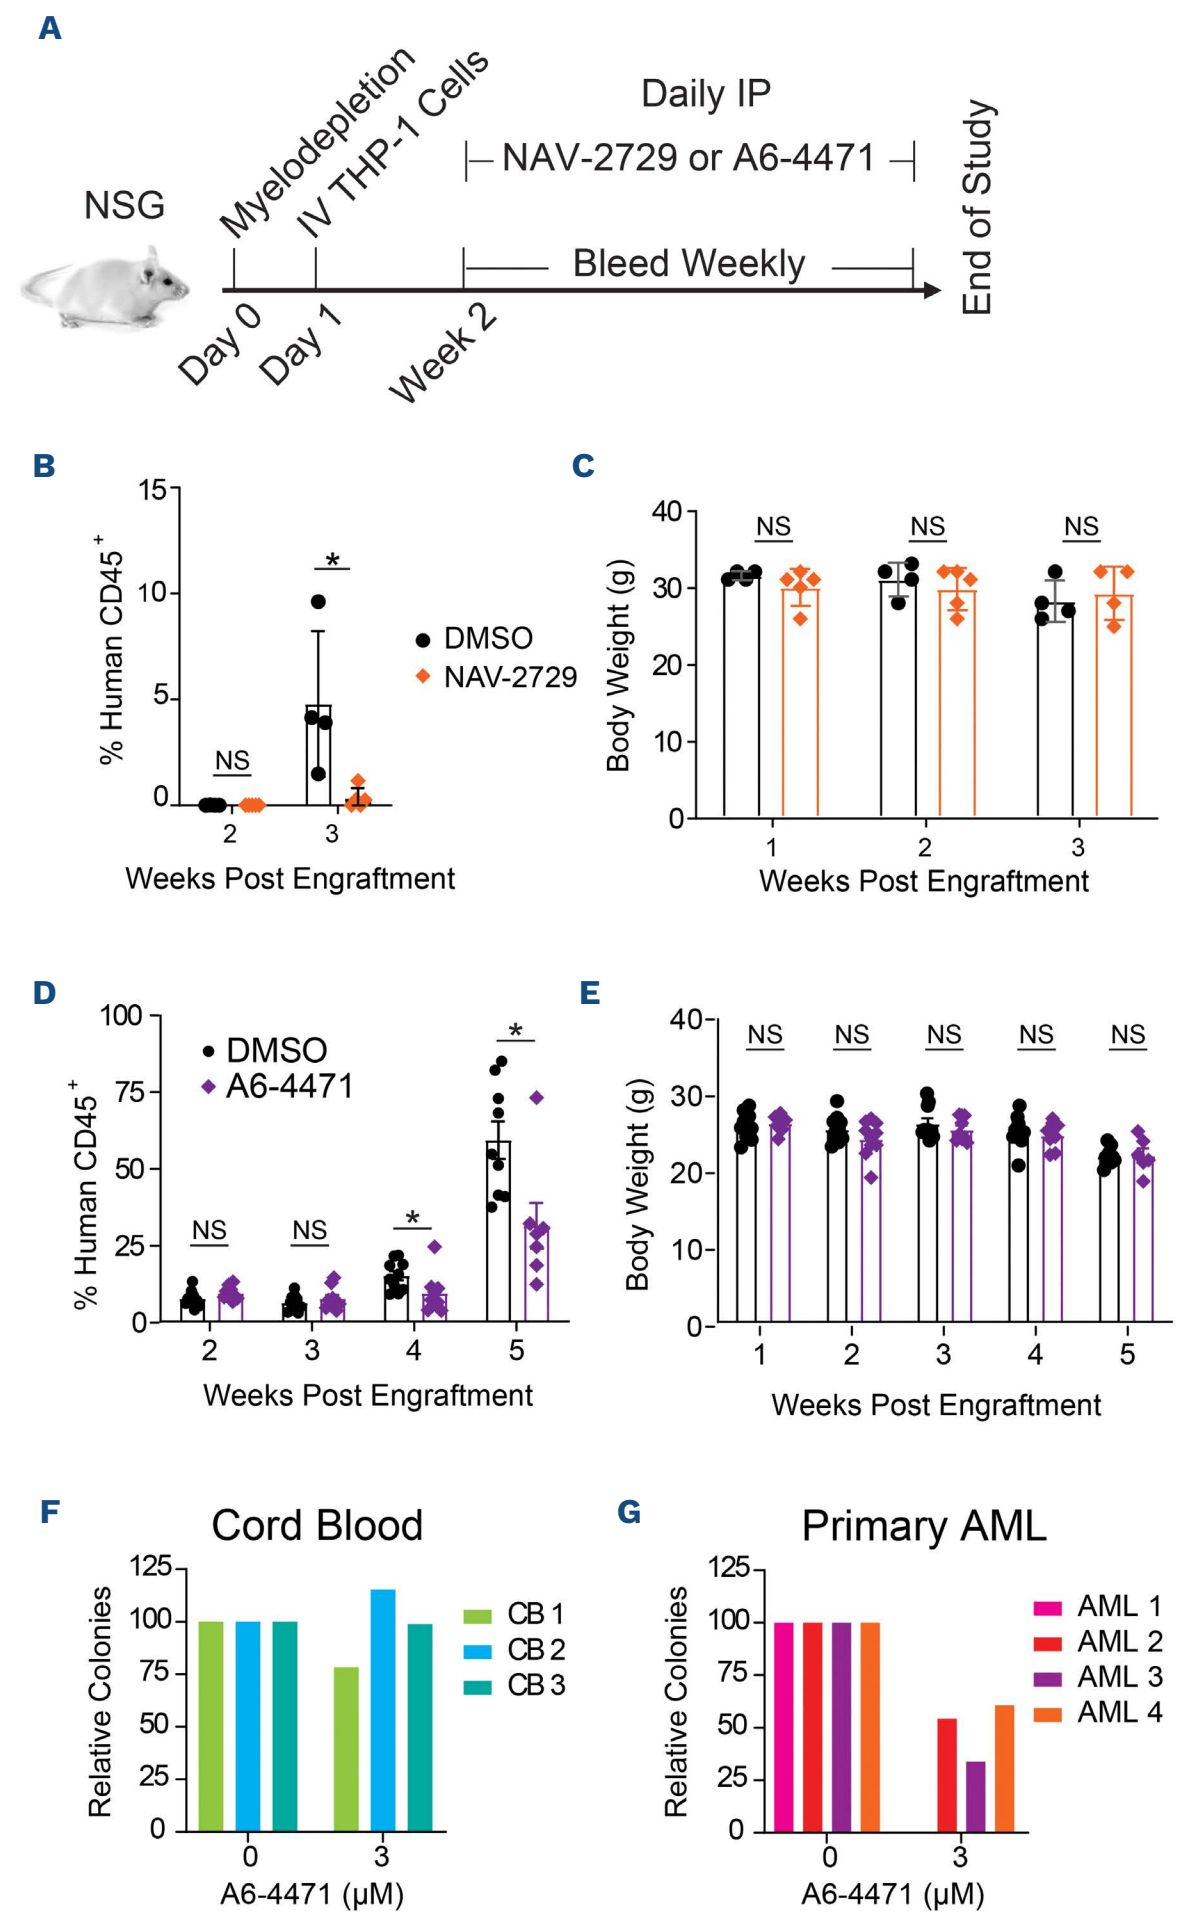 A
NSG
Myelodepletion
IV THP-1 Cells
Daily IP
NAV-2729 or A6-4471
Bleed Weekly
End of Study
Day 0
Day 1
Week 2
B
% Human CD45+
15
10
5
0
NS
*
DMSO
NAV-2729
2
3
Weeks Post Engraftment
C
Body Weight (g)
40
30
20
10
0
NS
NS
NS
1
2
3
Weeks Post Engraftment
D
% Human CD45+
100
75
50
25
0
DMSO
A6-4471
NS
NS
*
*
2
3
4
5
Weeks Post Engraftment
E
Body Weight (g)
40
30
20
10
0
NS
NS
NS
NS
NS
1
2
3
4
5
Weeks Post Engraftment
F
Cord Blood
Relative Colonies
125
100
75
50
25
0
CB 1
CB 2
CB 3
0
3
A6-4471 (µM)
G
Primary AML
Relative Colonies
125
100
75
50
25
0
AML 1
AML 2
AML 3
AML 4
0
3
A6-4471 (µM)